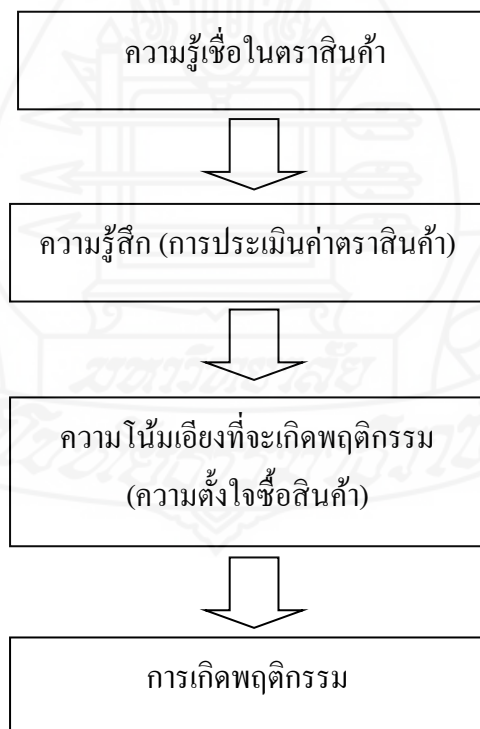 ความรู้เชื่อในตราสินค้า
ความรู้สึก (การประเมินค่าตราสินค้า)
ความโน้มเอียงที่จะเกิดพฤติกรรม
(ความตั้งใจซื้อสินค้า)
การเกิดพฤติกรรม